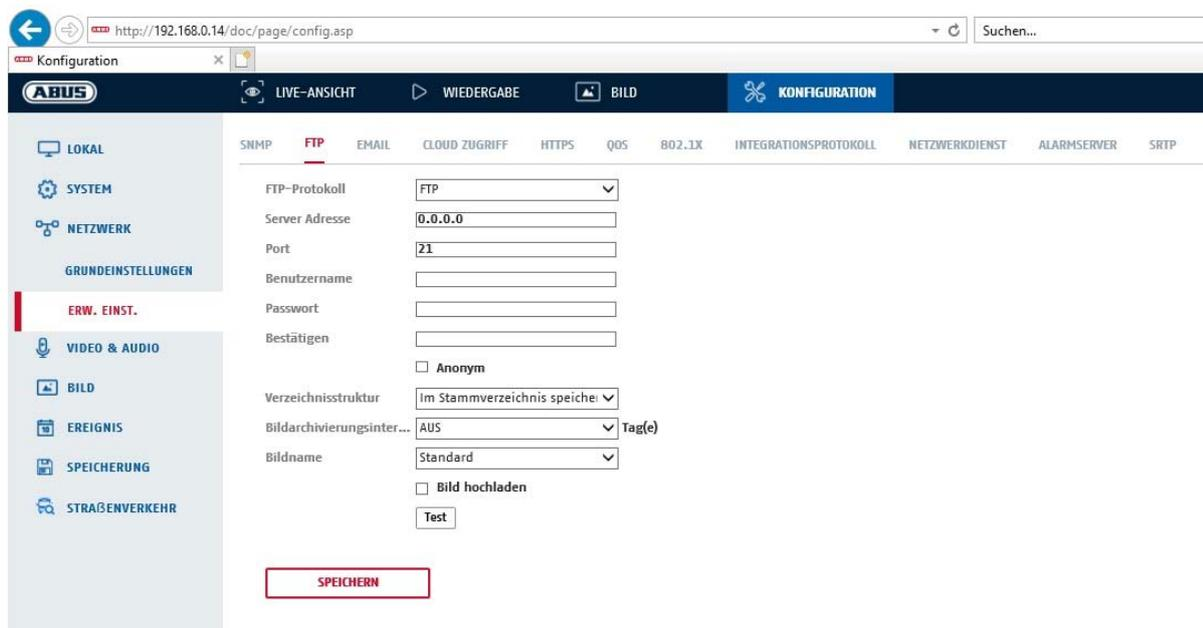 http://192.168.0.14/doc/page/config.asp
Suchen...
Konfiguration
ABUS
LIVE-ANSICHT
WIEDERGABE
BILD
KONFIGURATION
LOKAL
SYSTEM
NETZWERK
GRUNDEINSTELLUNGEN
ERW. EINST.
VIDEO & AUDIO
BILD
EREIGNIS
SPEICHERUNG
STRAßENVERKEHR
SNMP FTP EMAIL CLOUD ZUGRIFF HTTPS QOS 802.1X INTEGRATIONSPROTOKOLL NETZWERKDIENST ALARMSERVER SRTP
FTP-Protokoll FTP
Server Adresse 0.0.0.0
Port 21
Benutzername
Passwort
Bestätigen
Anonym
Verzeichnisstruktur Im Stammverzeichnis speicher
Bildarchivierungsinter... AUS Tag(e)
Bildname Standard
Bild hochladen
Test
SPEICHERN